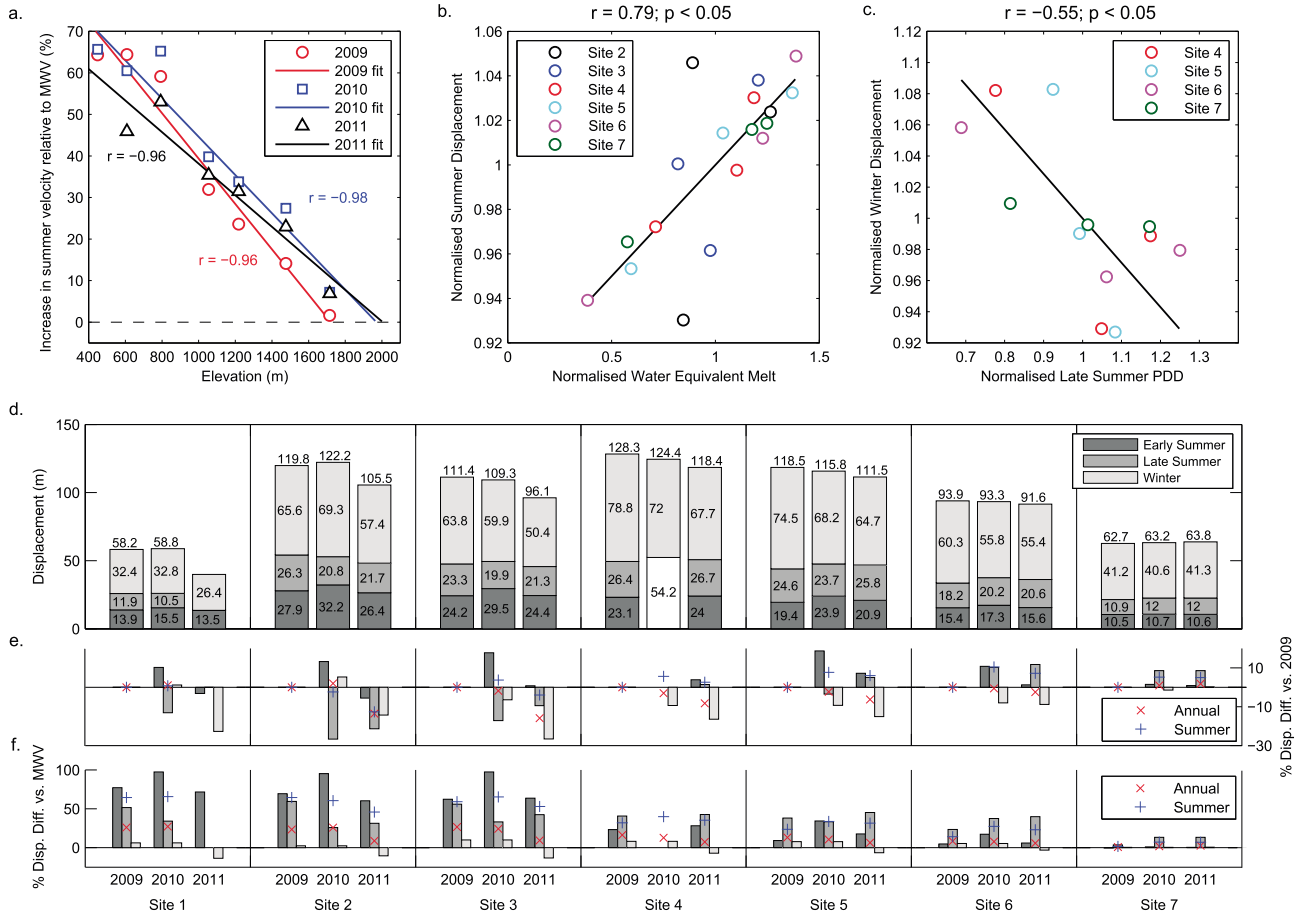 a.
Increase in summer velocity relative to MWV (%)
70
60
50
40
30
20
10
0
400 600 800 1000 1200 1400 1600 1800 2000
Elevation (m)
2009
2009 fit
2010
2010 fit
2011
2011 fit
r = −0.96
r = −0.98
r = −0.96
b.
r = 0.79; p < 0.05
Normalised Summer Displacement
1.06
1.04
1.02
1
0.98
0.96
0.94
0.92
0 0.5 1 1.5
Normalised Water Equivalent Melt
Site 2
Site 3
Site 4
Site 5
Site 6
Site 7
c.
r = −0.55; p < 0.05
Normalised Winter Displacement
1.12
1.1
1.08
1.06
1.04
1.02
1
0.98
0.96
0.94
0.92
0.7 0.8 0.9 1 1.1 1.2 1.3
Normalised Late Summer PDD
Site 4
Site 5
Site 6
Site 7
d.
Displacement (m)
150
100
50
0
Early Summer
Late Summer
Winter
58.2 58.8
32.4 32.8 26.4
11.9 10.5
13.9 15.5 13.5
119.8 122.2 105.5
65.6 69.3 57.4
26.3 20.8 21.7
27.9 32.2 26.4
111.4 109.3 96.1
63.8 59.9 50.4
23.3 19.9 21.3
24.2 29.5 24.4
128.3 124.4 118.4
78.8 72 67.7
26.4 54.2 26.7
23.1 24
118.5 115.8 111.5
74.5 68.2 64.7
24.6 23.7 25.8
19.4 23.9 20.9
93.9 93.3 91.6
60.3 55.8 55.4
18.2 20.2 20.6
15.4 17.3 15.6
62.7 63.2 63.8
41.2 40.6 41.3
10.9 12 12
10.5 10.7 10.6
e.
% Disp. Diff. vs. 2009
10
−10
−30
Annual
Summer
f.
% Disp. Diff. vs. MWV
100
50
0
Annual
Summer
2009 2010 2011 2009 2010 2011 2009 2010 2011 2009 2010 2011 2009 2010 2011 2009 2010 2011 2009 2010 2011
Site 1 Site 2 Site 3 Site 4 Site 5 Site 6 Site 7